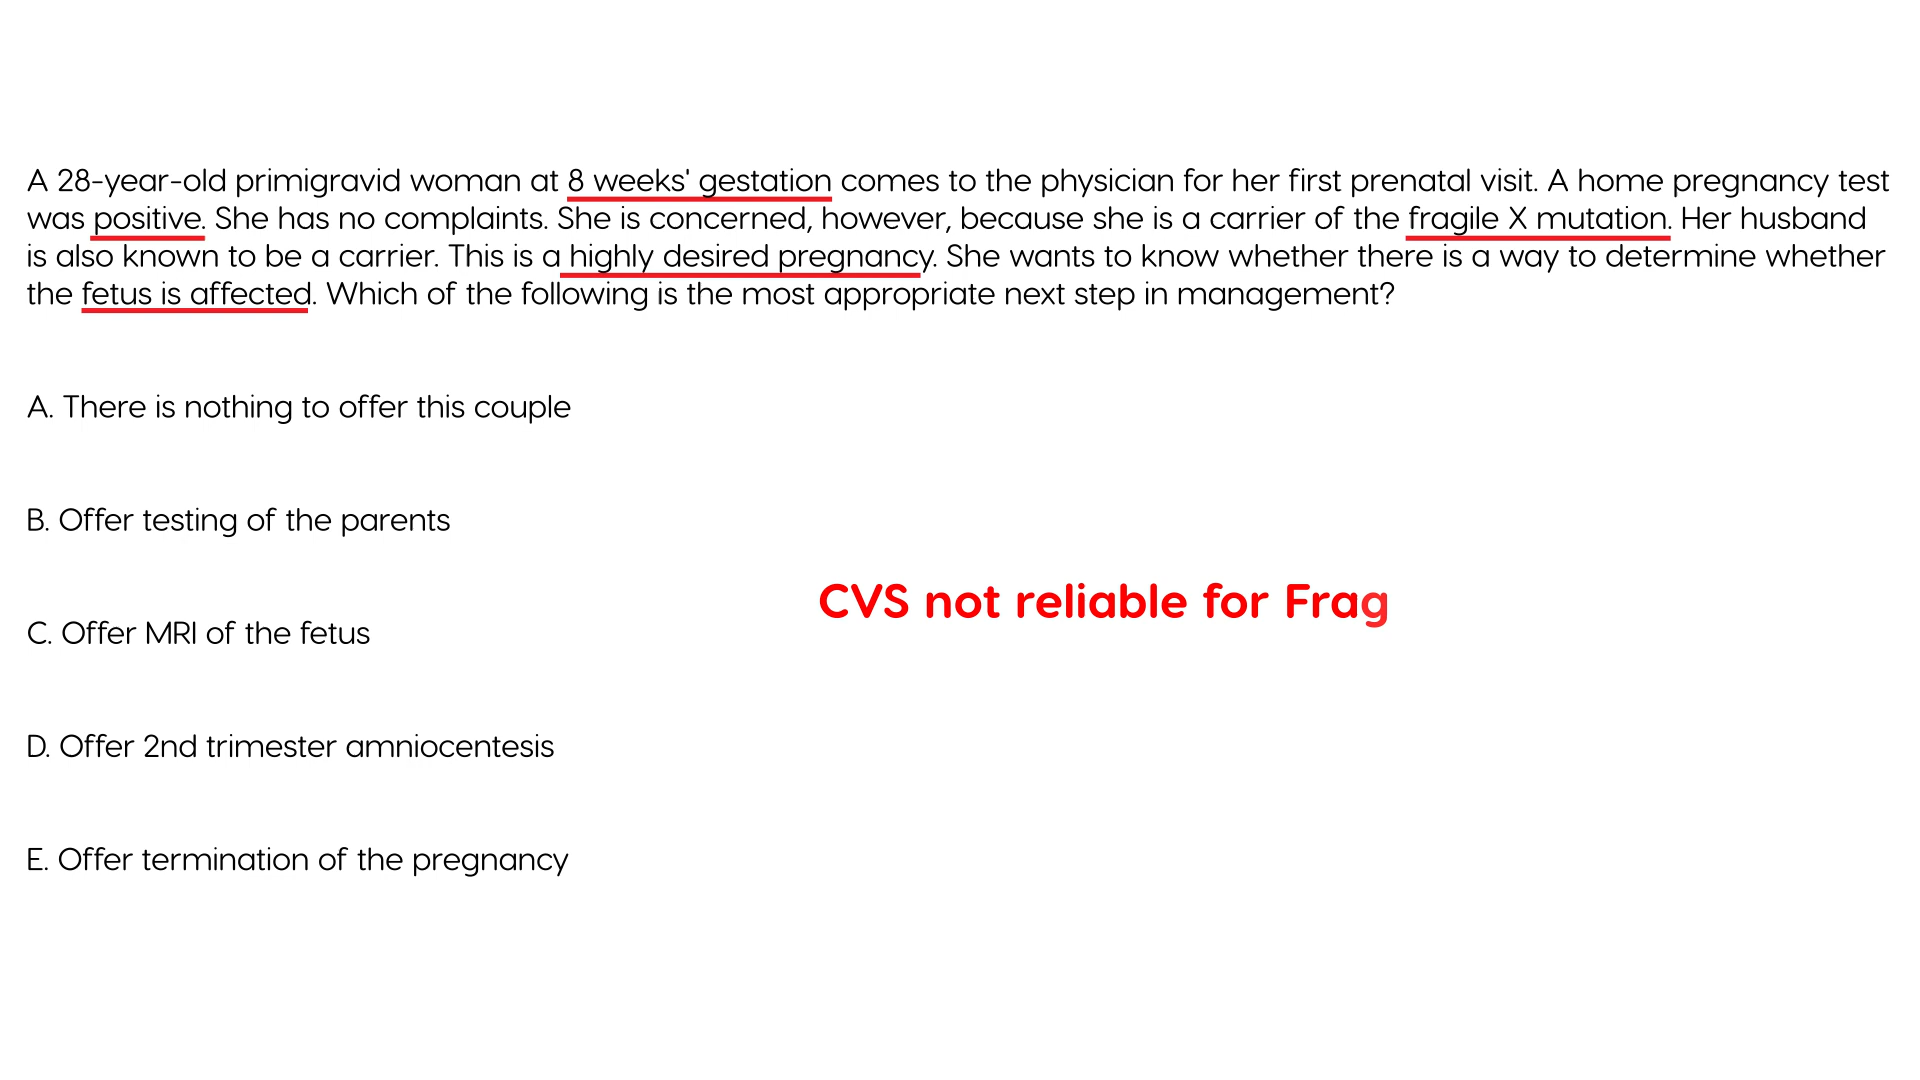 A 28-year-old primigravid woman at 8 weeks' gestation comes to the physician for her first prenatal visit. A home pregnancy test
was positive. She has no complaints. She is concerned, however, because she is a carrier of the fragile X mutation. Her husband
is also known to be a carrier. This is a highly desired pregnancy. She wants to know whether there is a way to determine whether
the fetus is affected. Which of the following is the most appropriate next step in management?
A. There is nothing to offer this couple
B. Offer testing of the parents
CVS not reliable for Frag
C. Offer MRI of the fetus
D. Offer 2nd trimester amniocentesis
E. Offer termination of the pregnancy